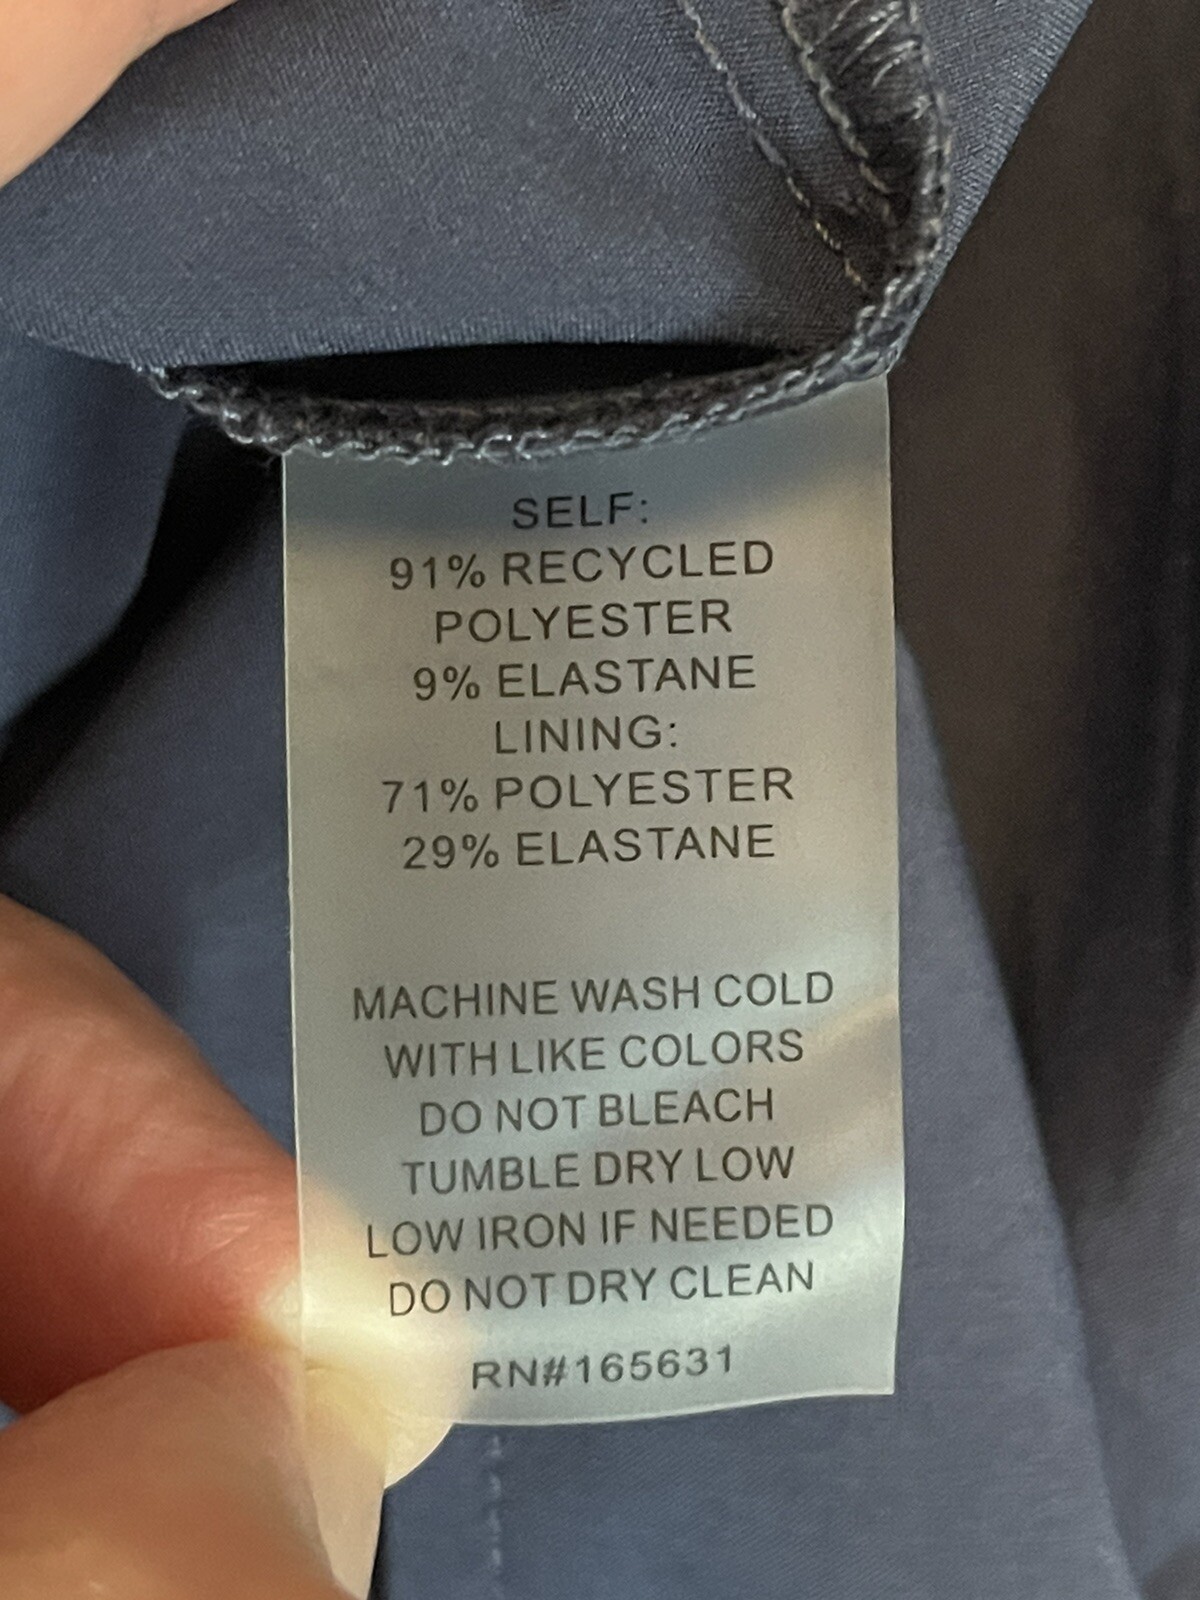 SELF:
91% RECYCLED
POLYESTER
9% ELASTANE
LINING:
71% POLYESTER
29% ELASTANE
MACHINE WASH COLD
WITH LIKE COLORS
DO NOT BLEACH
TUMBLE DRY LOW
LOW IRON IF NEEDED
DO NOT DRY CLEAN
RN#165631